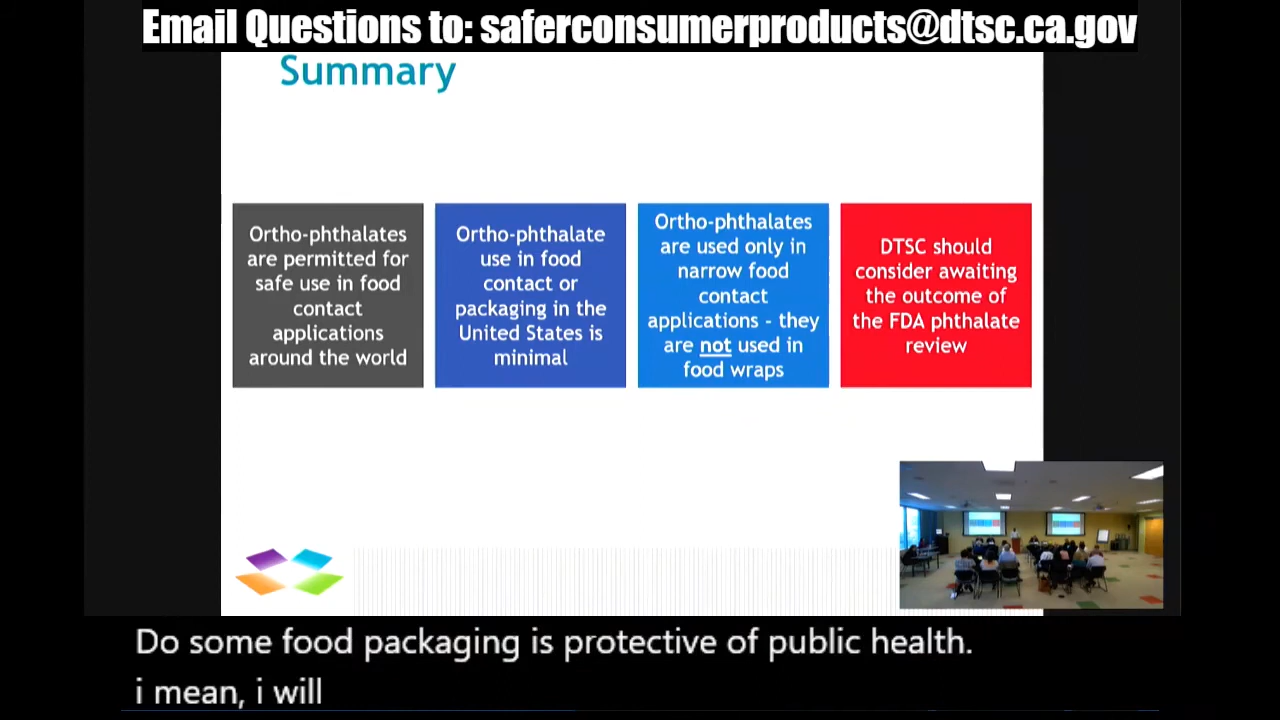 Email Questions to: saferconsumerproducts@dtsc.ca.gov
Summary
Ortho-phthalates
are permitted for
safe use in food
contact
applications
around the world
Ortho-phthalate
use in food
contact or
packaging in the
United States is
minimal
Ortho-phthalates
are used only in
narrow food
contact
applications - they
are not used in
food wraps
DTSC should
consider awaiting
the outcome of
the FDA phthalate
review
Do some food packaging is protective of public health.
i mean, i will